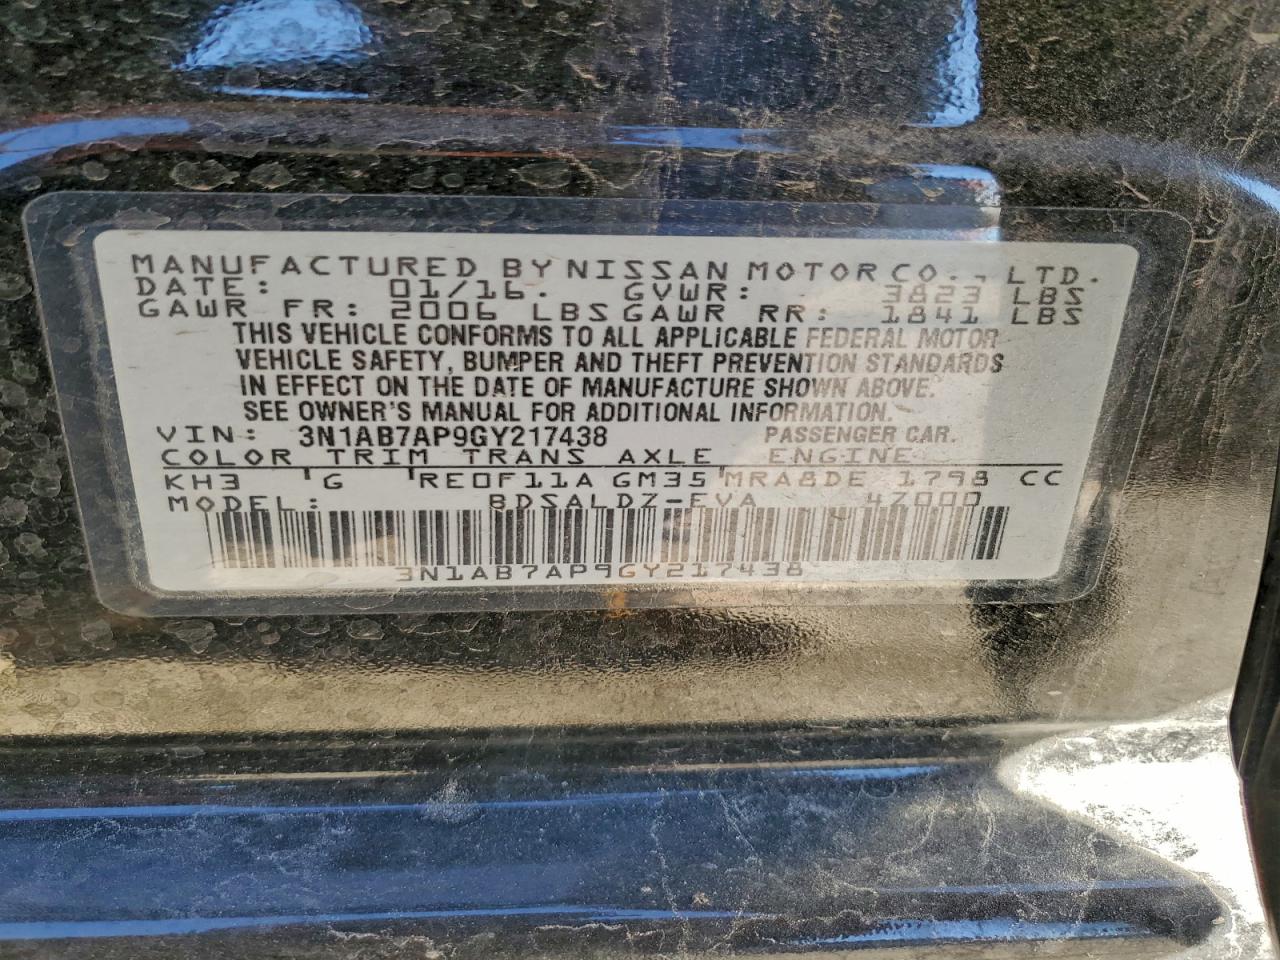 MANUFACTURED BY NISSAN MOTOR CO., LTD.
DATE: 01/16. GVWR: 3823 LBS
GAWR FR: 2006 LBS GAWR RR: 1841 LBS
THIS VEHICLE CONFORMS TO ALL APPLICABLE FEDERAL MOTOR
VEHICLE SAFETY, BUMPER AND THEFT PREVENTION STANDARDS
IN EFFECT ON THE DATE OF MANUFACTURE SHOWN ABOVE.
SEE OWNER'S MANUAL FOR ADDITIONAL INFORMATION.
VIN: 3N1AB7AP9GY217438 PASSENGER CAR.
COLOR TRIM TRANS AXLE ENGINE
KH3 G RE0F11A GM35 MRA8DE 1798 CC
MODEL: BDSALDZ-EVA 47000
3N1AB7AP9GY217438